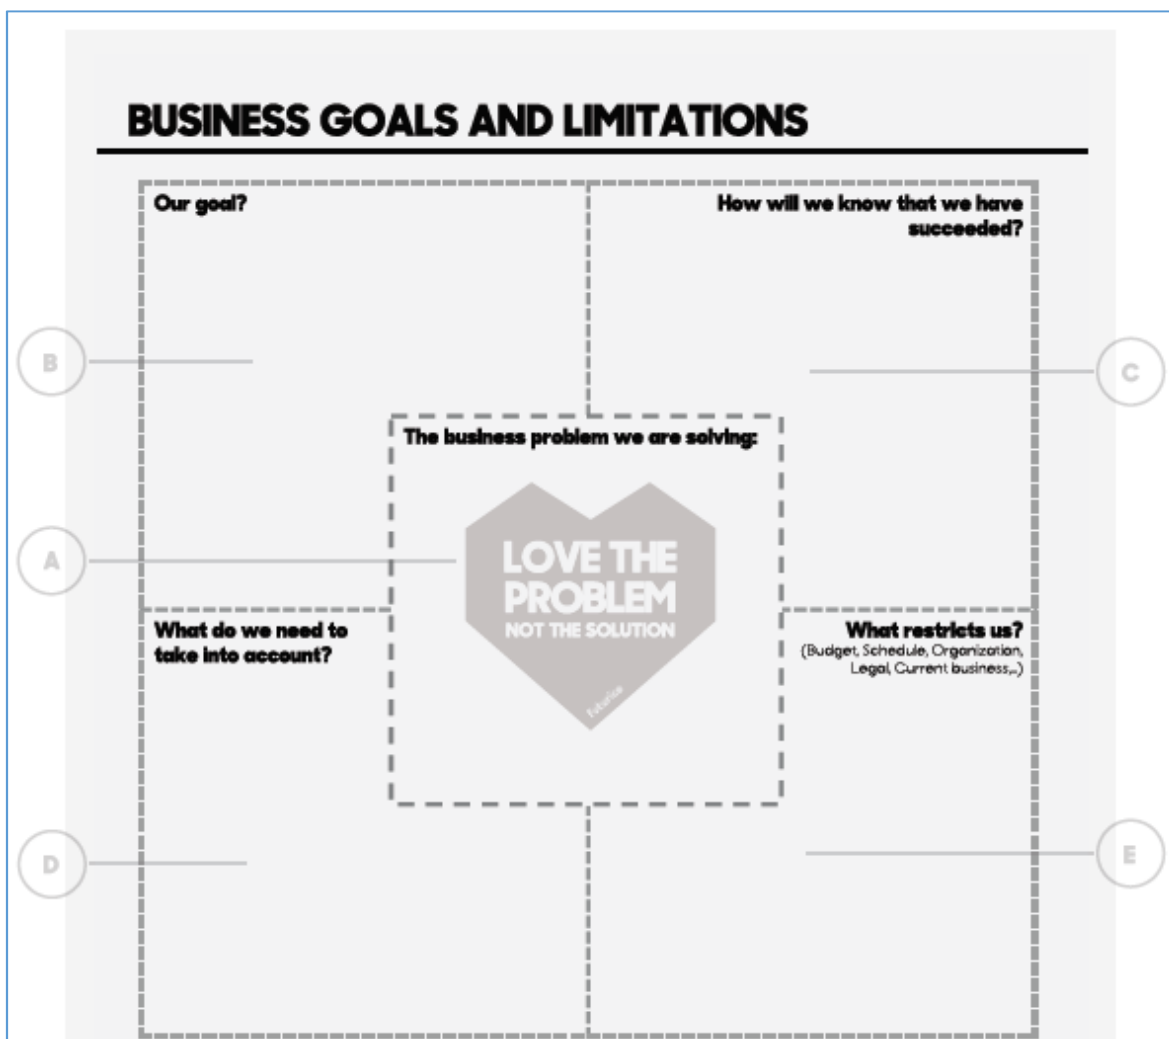 BUSINESS GOALS AND LIMITATIONS
Our goal?
How will we know that we have
succeeded?
B
C
The business problem we are solving:
A
LOVE THE
PROBLEM
NOT THE SOLUTION
futurice
What do we need to
take into account?
What restricts us?
(Budget, Schedule, Organization,
Legal, Current business,..)
D
E